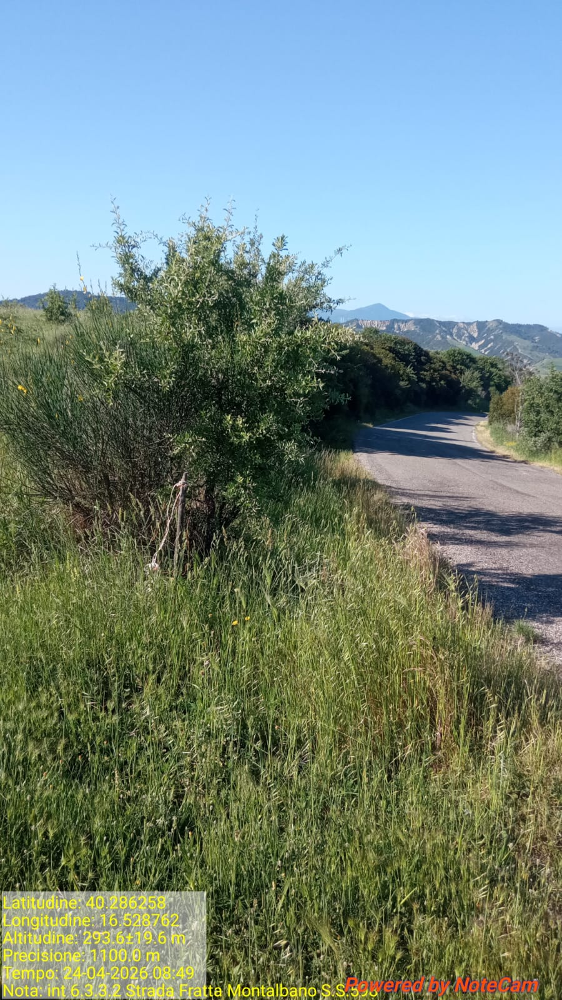 Latitudine: 40.286258
Longitudine: 16.528762
Altitudine: 293.6±19.6 m
Precisione: 1100.0 m
Tempo: 24-04-2026 08:49
Nota: int 6.3.3.2 Strada Fratta Montalbano S.S.598
Powered by NoteCam